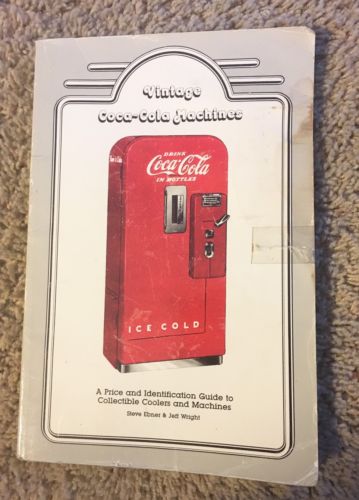 Vintage
Coca-Cola Machines
DRINK
Coca-Cola
IN BOTTLES
ICE COLD
A Price and Identification Guide to
Collectible Coolers and Machines
Steve Ebner & Jeff Wright